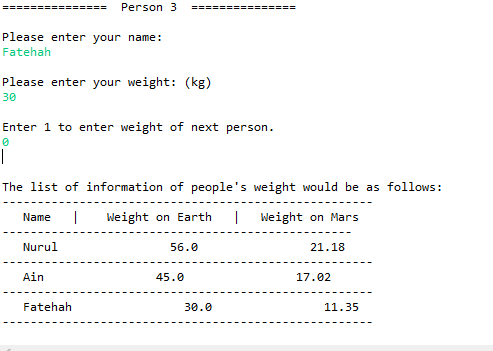 ===============  Person 3  ===============
Please enter your name:
Fatehah
Please enter your weight: (kg)
30
Enter 1 to enter weight of next person.
0
The list of information of people's weight would be as follows:
-----------------------------------------------------
   Name   |    Weight on Earth   |   Weight on Mars
--------------------------------------------------
   Nurul                56.0                21.18
-----------------------------------------------------
   Ain                45.0                17.02
-----------------------------------------------------
   Fatehah                30.0                11.35
-----------------------------------------------------